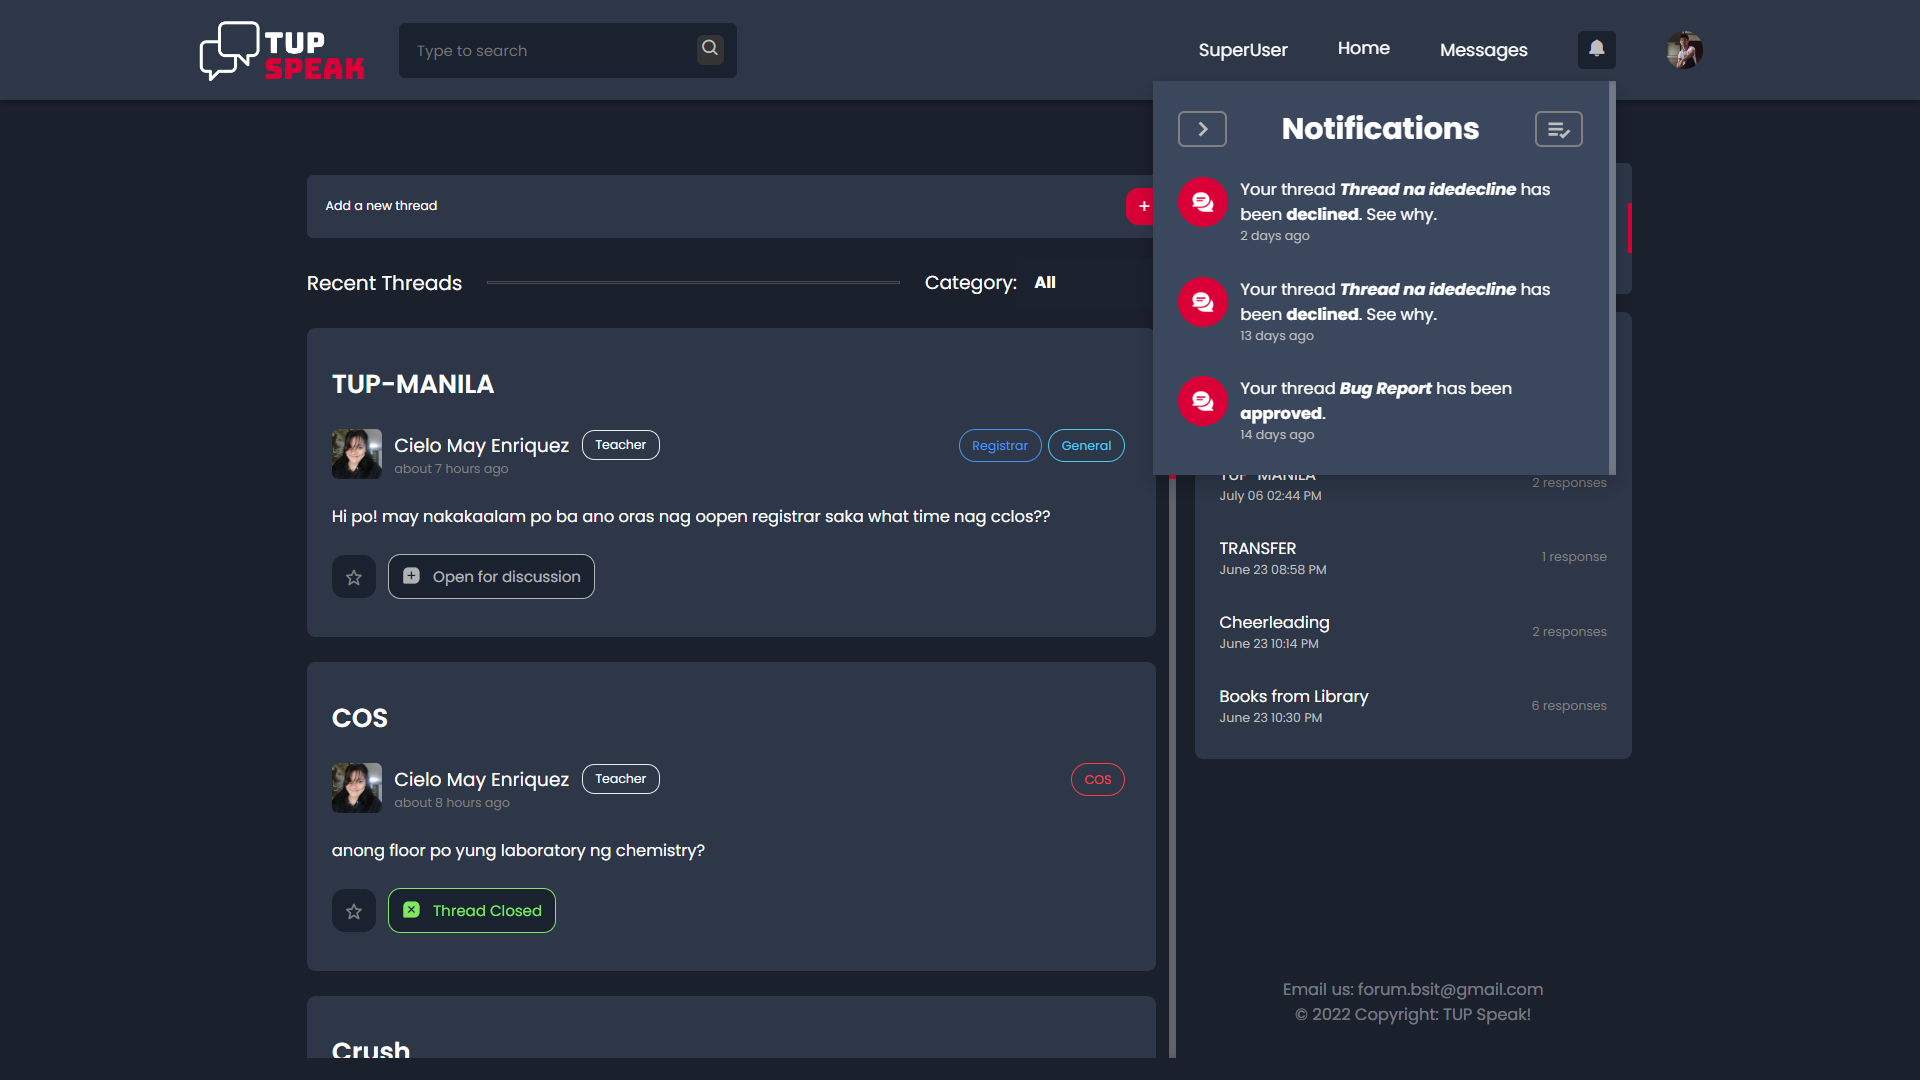 TUP
SPEAK
Type to search
SuperUser
Home
Messages
Notifications
Your thread Thread na idedecline has
been declined. See why.
2 days ago
Your thread Thread na idedecline has
been declined. See why.
13 days ago
Your thread Bug Report has been
approved.
14 days ago
Add a new thread
+
Recent Threads
Category: All
TUP-MANILA
Cielo May Enriquez Teacher
about 7 hours ago
Registrar General
Hi po! may nakakaalam po ba ano oras nag oopen registrar saka what time nag cclos??
Open for discussion
COS
Cielo May Enriquez Teacher
about 8 hours ago
COS
anong floor po yung laboratory ng chemistry?
Thread Closed
Crush
TUP-MANILA
July 06 02:44 PM
2 responses
TRANSFER
June 23 08:58 PM
1 response
Cheerleading
June 23 10:14 PM
2 responses
Books from Library
June 23 10:30 PM
6 responses
Email us: forum.bsit@gmail.com
© 2022 Copyright: TUP Speak!